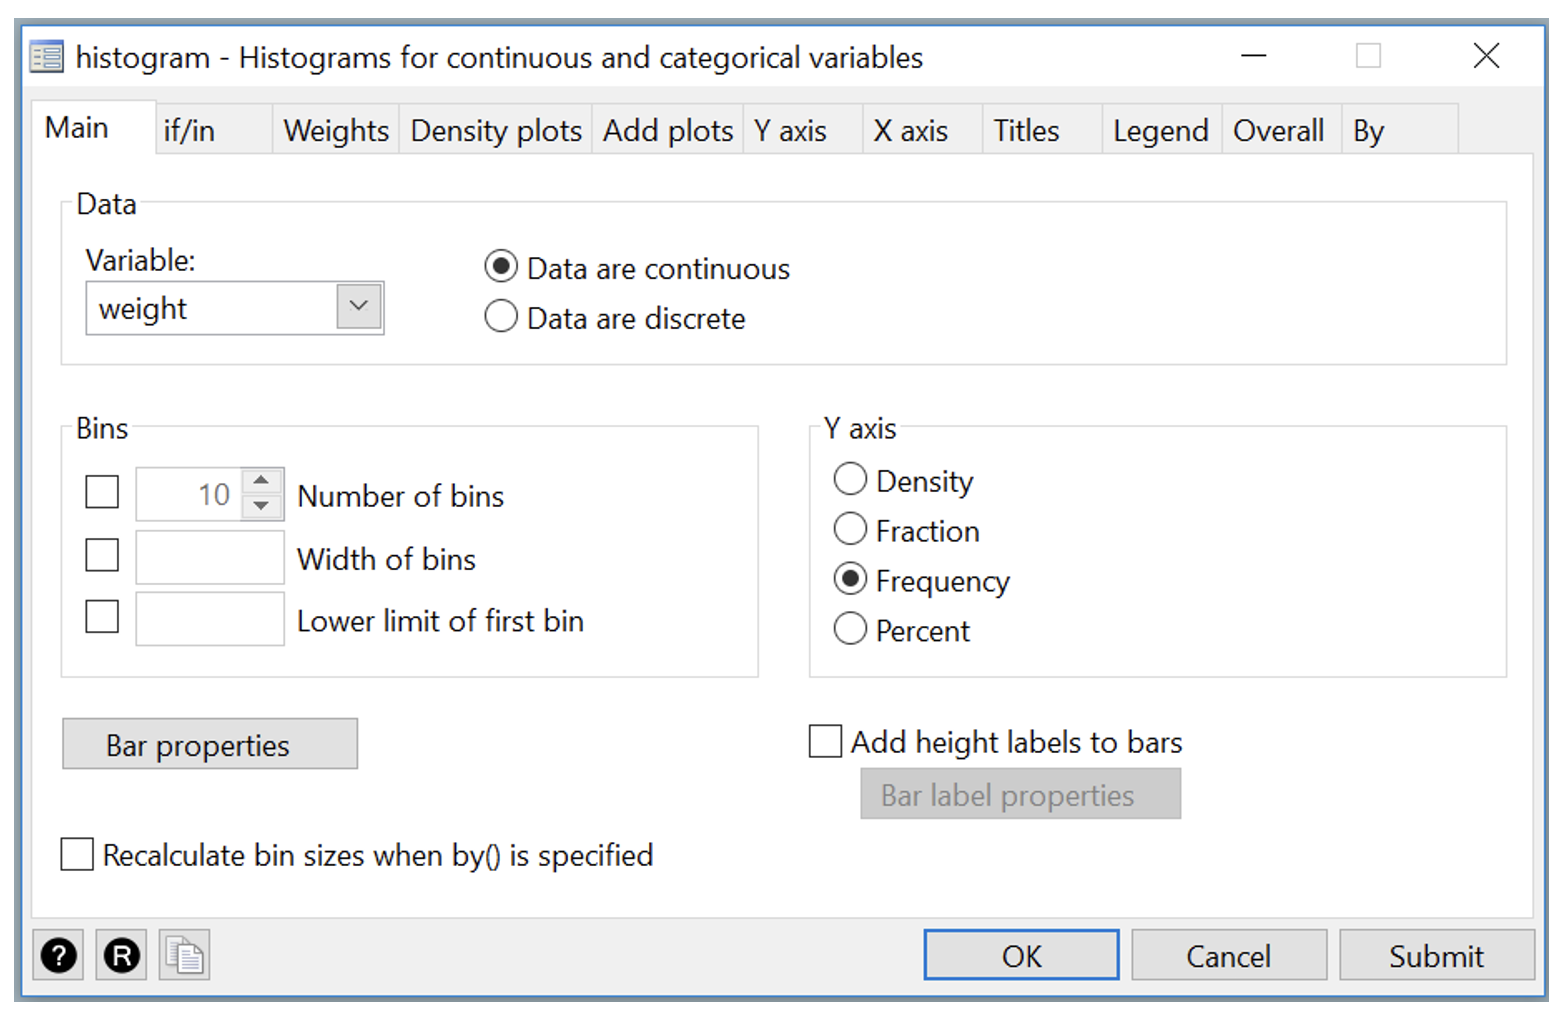 histogram - Histograms for continuous and categorical variables
Main if/in Weights Density plots Add plots Y axis X axis Titles Legend Overall By
Data
Variable:
weight
Data are continuous
Data are discrete
Bins
10 Number of bins
Width of bins
Lower limit of first bin
Y axis
Density
Fraction
Frequency
Percent
Bar properties
Add height labels to bars
Bar label properties
Recalculate bin sizes when by() is specified
? R OK Cancel Submit